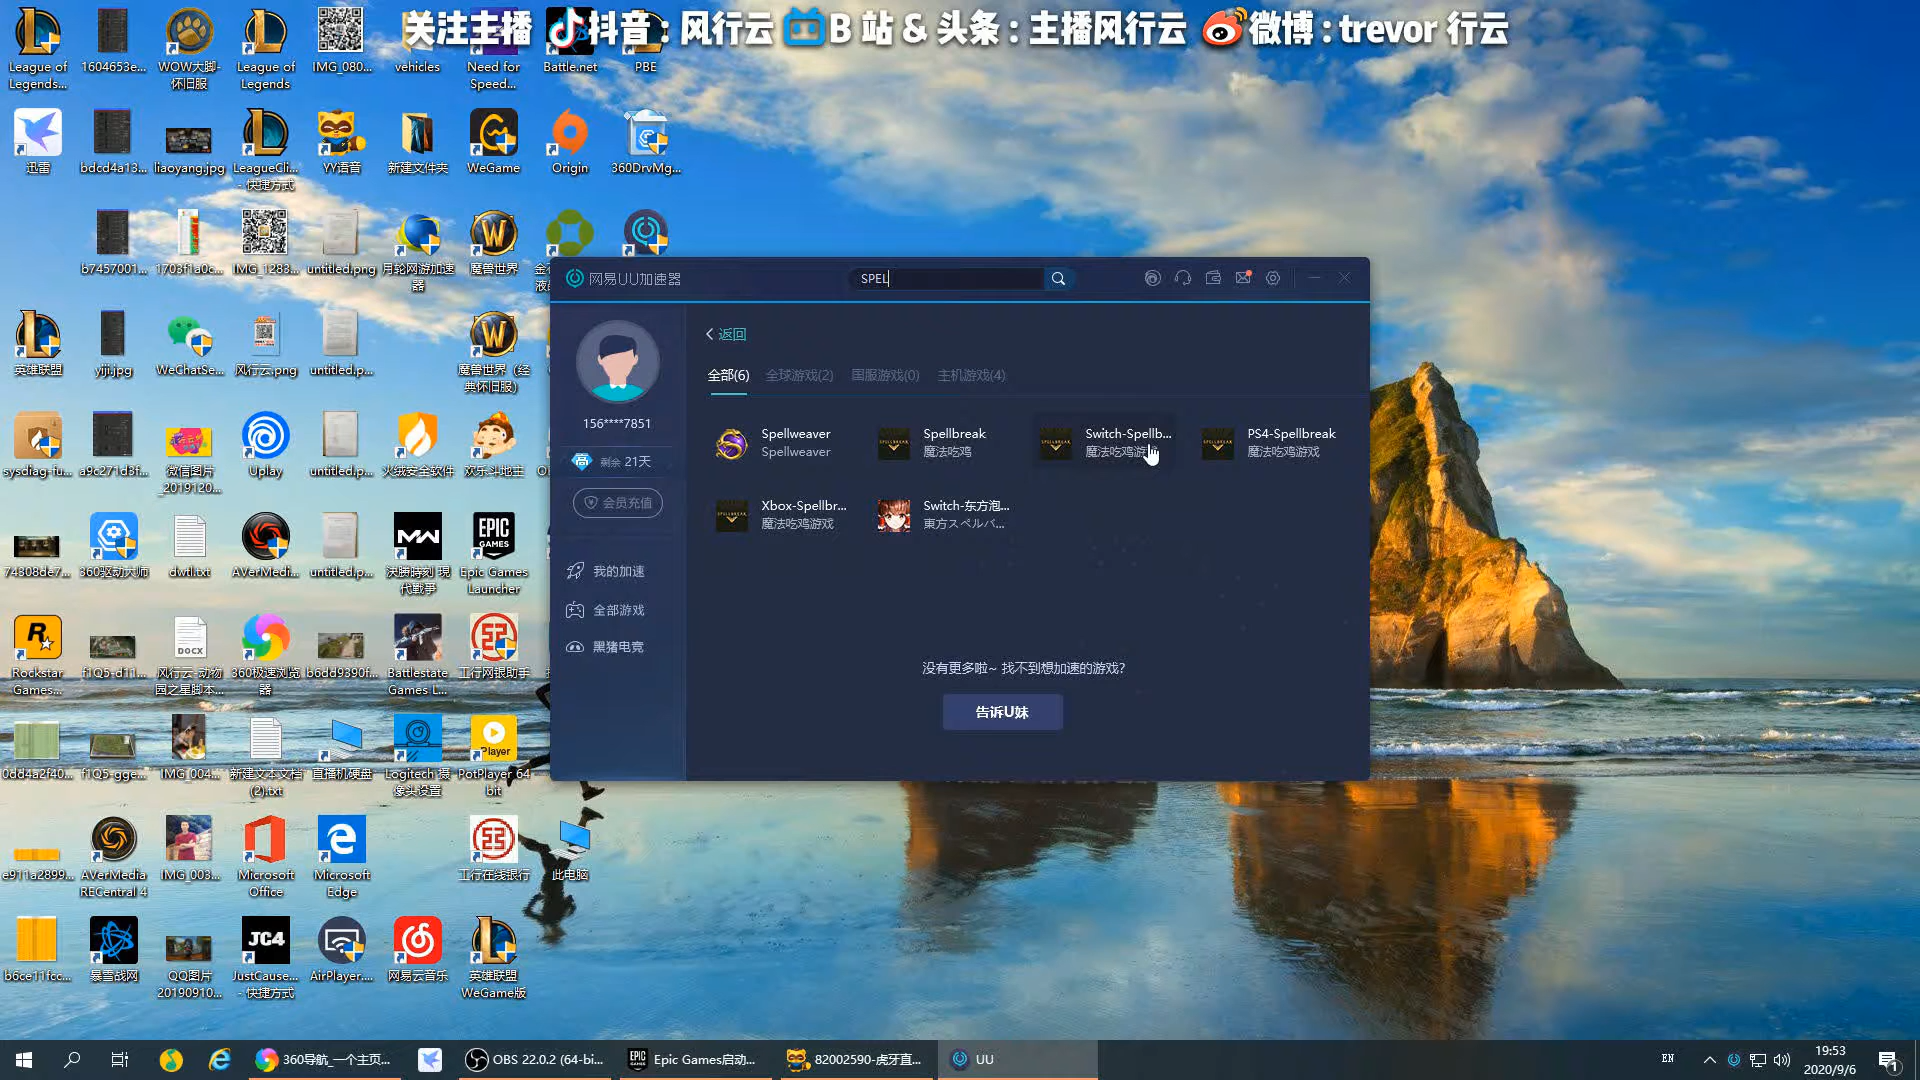 关注主播 抖音 : 风行云 B 站 & 头条 : 主播风行云 微博 : trevor 行云
League of Legends...
1604653e...
WOW大脚-怀旧服
League of Legends
IMG_080...
vehicles
Need for Speed...
Battle.net
PBE
迅雷
bdcd4a13...
liaoyang.jpg
LeagueCli... - 快捷方式
YY语音
新建文件夹
WeGame
Origin
360DrvMg...
b7457001...
1703f1a0c...
IMG_1283...
untitled.png
月轮网游加速器
魔兽世界
英雄联盟
yiji.jpg
WeChatSe...
风行云.png
untitled.p...
魔兽世界（经典怀旧服）
sysdiag-fu...
a9c271d3f...
微信图片_2019120...
Uplay
untitled.p...
火绒安全软件
欢乐斗地主
74308de7...
360驱动大师
dwtl.txt
AVerMedi...
untitled.p...
決勝時刻 現代戰爭
Epic Games Launcher
Rockstar Games...
f1Q5-d11...
风行云-动物园之星脚本...
360极速浏览器
b6dd9390f...
Battlestate Games L...
工行网银助手
0dd4a2f40...
f1Q5-gge...
IMG_004...
新建文本文档 (2).txt
直播机硬盘
Logitech 摄像头设置
PotPlayer 64 bit
e911a2899...
AVerMedia RECentral 4
IMG_003...
Microsoft Office
Microsoft Edge
工行在线银行
此电脑
b6ce11fcc...
暴雪战网
QQ图片20190910...
JustCause... - 快捷方式
AirPlayer....
网易云音乐
英雄联盟WeGame版
网易UU加速器
SPEL
156****7851
剩余 21天
会员充值
我的加速
全部游戏
黑猪电竞
返回
全部(6) 全球游戏(2) 国服游戏(0) 主机游戏(4)
Spellweaver
Spellweaver
Spellbreak
魔法吃鸡
Switch-Spellb...
魔法吃鸡游戏
PS4-Spellbreak
魔法吃鸡游戏
Xbox-Spellbr...
魔法吃鸡游戏
Switch-东方泡...
東方スペルバ...
没有更多啦~ 找不到想加速的游戏?
告诉U妹
360导航_一个主页...
OBS 22.0.2 (64-bi...
Epic Games启动...
82002590-虎牙直...
UU
EN
19:53
2020/9/6